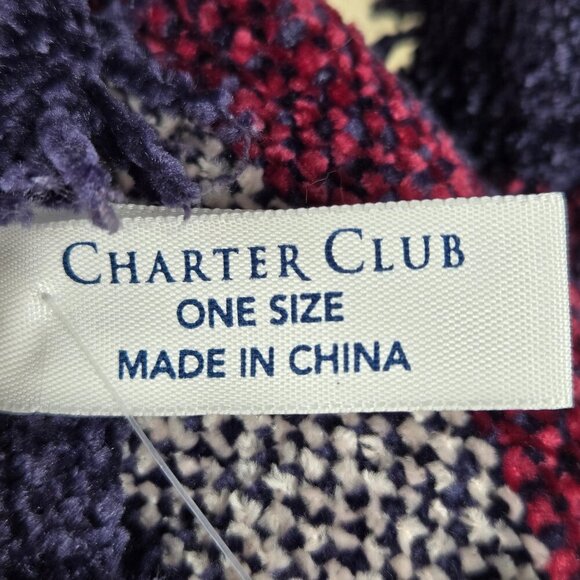 CHARTER CLUB
ONE SIZE
MADE IN CHINA